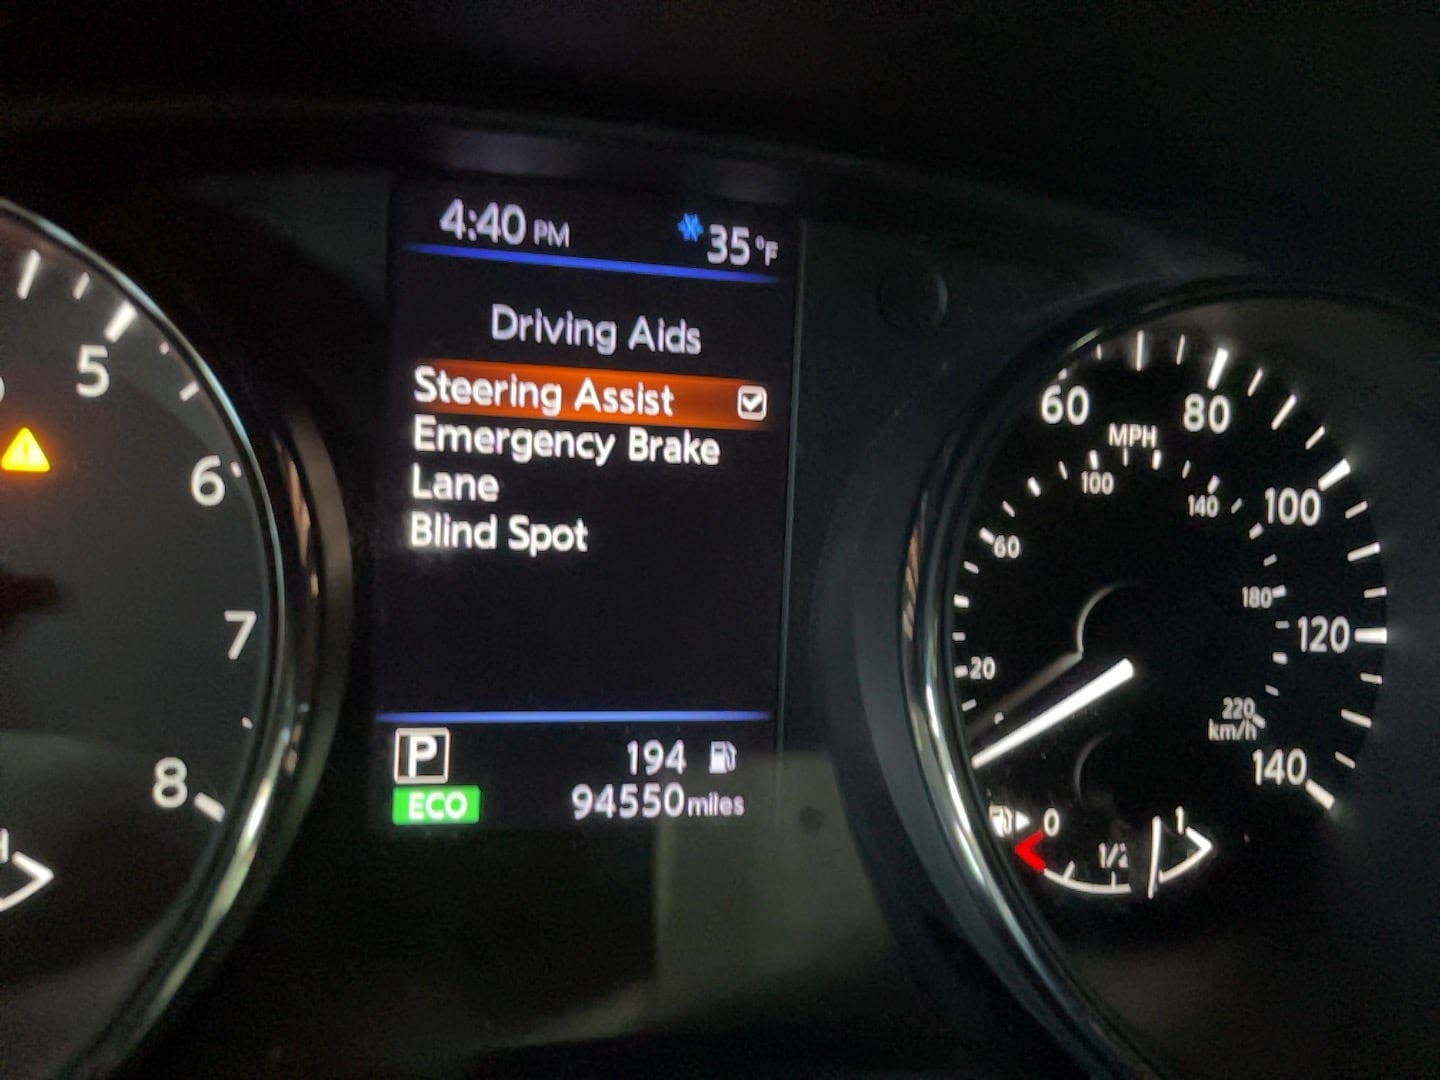 4:40 PM
35°F
Driving Aids
Steering Assist
Emergency Brake
Lane
Blind Spot
P
194
ECO
94550 miles
5
6
7
8
H
60
80
MPH
100
120
140
20
60
100
140
180
220
km/h
0
1/2
1